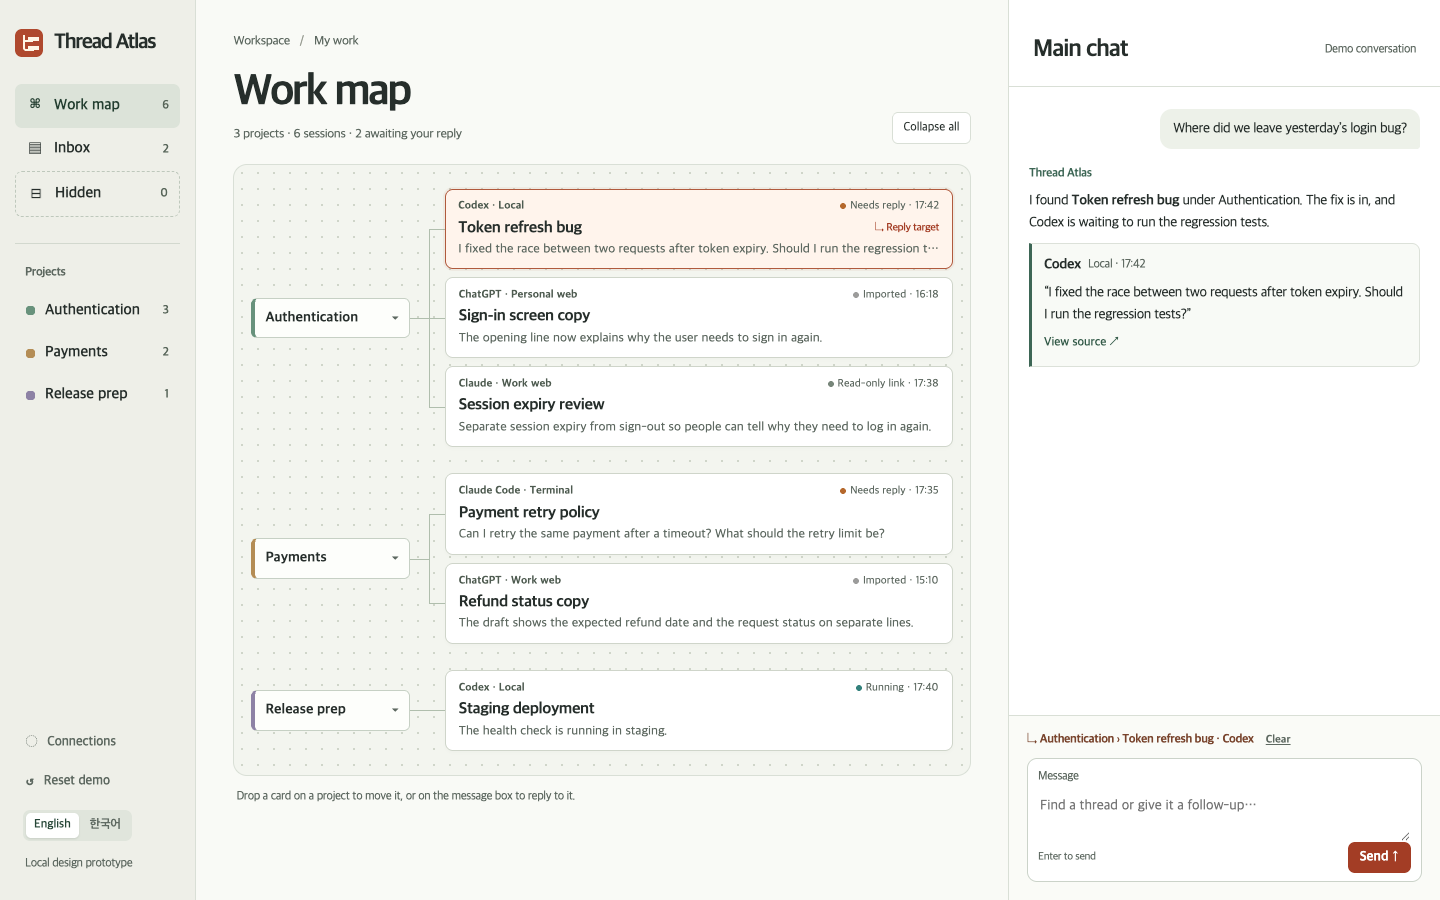 Thread Atlas
⌘ Work map 6
Inbox 2
Hidden 0
Projects
Authentication 3
Payments 2
Release prep 1
Connections
↺ Reset demo
English 한국어
Local design prototype
Workspace / My work
Work map
3 projects · 6 sessions · 2 awaiting your reply
Collapse all
Authentication
Codex · Local
Needs reply · 17:42
Token refresh bug
Reply target
I fixed the race between two requests after token expiry. Should I run the regression t⋯
ChatGPT · Personal web
Imported · 16:18
Sign-in screen copy
The opening line now explains why the user needs to sign in again.
Claude · Work web
Read-only link · 17:38
Session expiry review
Separate session expiry from sign-out so people can tell why they need to log in again.
Payments
Claude Code · Terminal
Needs reply · 17:35
Payment retry policy
Can I retry the same payment after a timeout? What should the retry limit be?
ChatGPT · Work web
Imported · 15:10
Refund status copy
The draft shows the expected refund date and the request status on separate lines.
Release prep
Codex · Local
Running · 17:40
Staging deployment
The health check is running in staging.
Drop a card on a project to move it, or on the message box to reply to it.
Main chat
Demo conversation
Where did we leave yesterday's login bug?
Thread Atlas
I found Token refresh bug under Authentication. The fix is in, and
Codex is waiting to run the regression tests.
Codex Local · 17:42
"I fixed the race between two requests after token expiry. Should
I run the regression tests?"
View source ↗
Authentication › Token refresh bug · Codex Clear
Message
Find a thread or give it a follow-up⋯
Enter to send
Send ↑